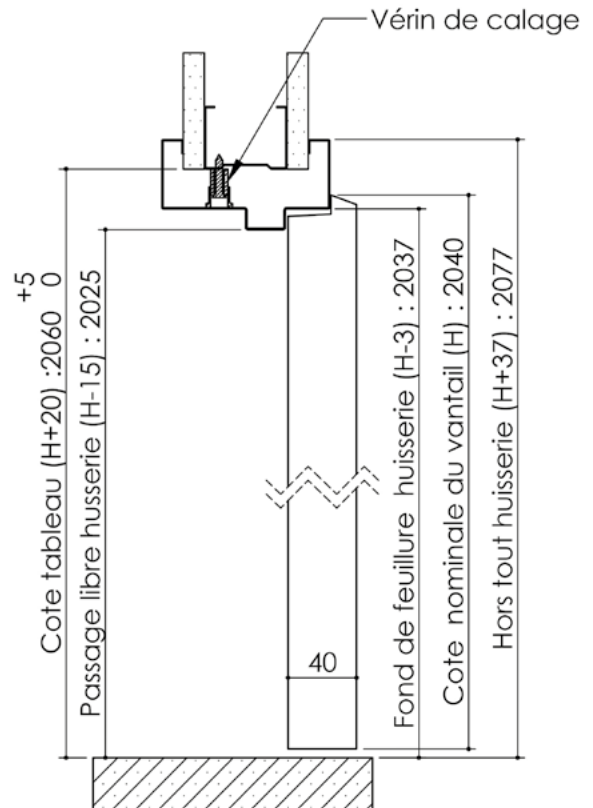 Vérin de calage
+5
Cote tableau (H+20) :2060 0
Passage libre husserie (H-15) : 2025
Fond de feuillure huisserie (H-3) : 2037
Cote nominale du vantail (H) : 2040
Hors tout huisserie (H+37) : 2077
40